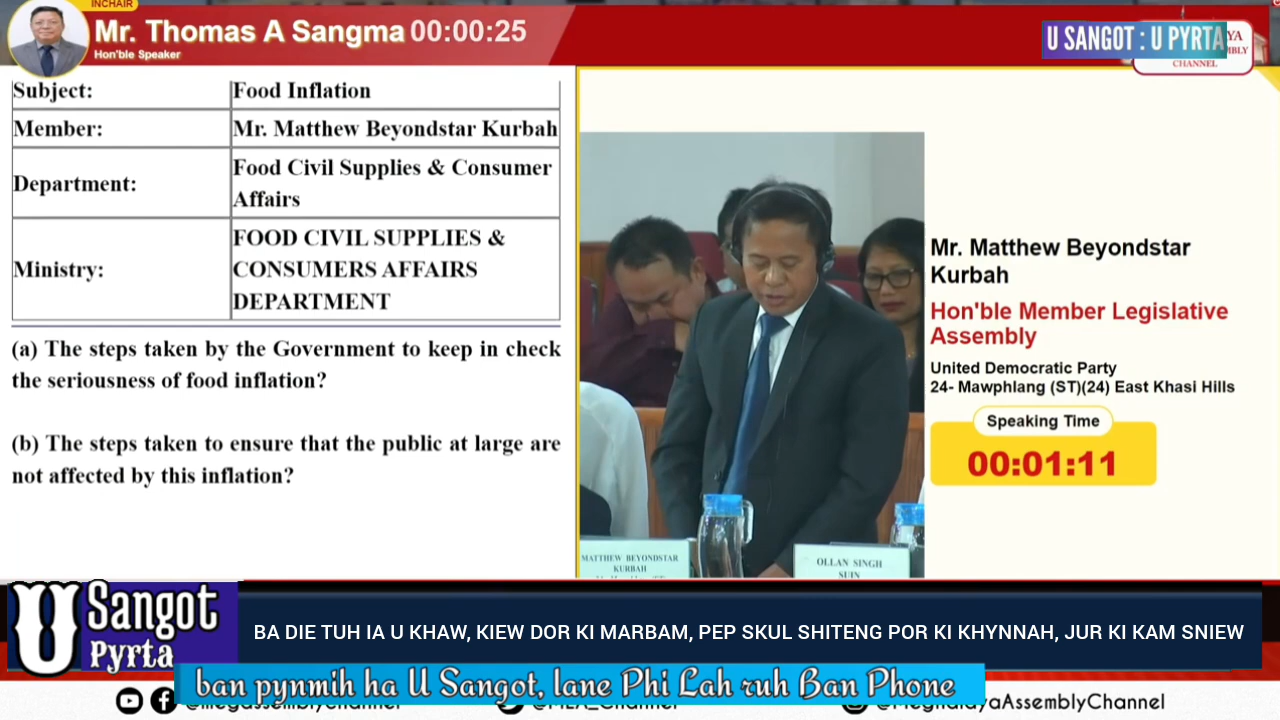 INCHAIR
Mr. Thomas A Sangma 00:00:25
Hon'ble Speaker
U SANGOT : U PYRTA
CHANNEL
Subject: Food Inflation
Member: Mr. Matthew Beyondstar Kurbah
Department: Food Civil Supplies & Consumer
Affairs
Ministry: FOOD CIVIL SUPPLIES &
CONSUMERS AFFAIRS
DEPARTMENT
(a) The steps taken by the Government to keep in check
the seriousness of food inflation?
(b) The steps taken to ensure that the public at large are
not affected by this inflation?
MATTHEW BEYONDSTAR
KURBAH
OLLAN SINGH
SUIN
Mr. Matthew Beyondstar
Kurbah
Hon'ble Member Legislative
Assembly
United Democratic Party
24- Mawphlang (ST)(24) East Khasi Hills
Speaking Time
00:01:11
U Sangot
Pyrta
BA DIE TUH IA U KHAW, KIEW DOR KI MARBAM, PEP SKUL SHITENG POR KI KHYNNAH, JUR KI KAM SNIEW
ban pynmih ha U Sangot, lane Phi Lah ruh Ban Phone